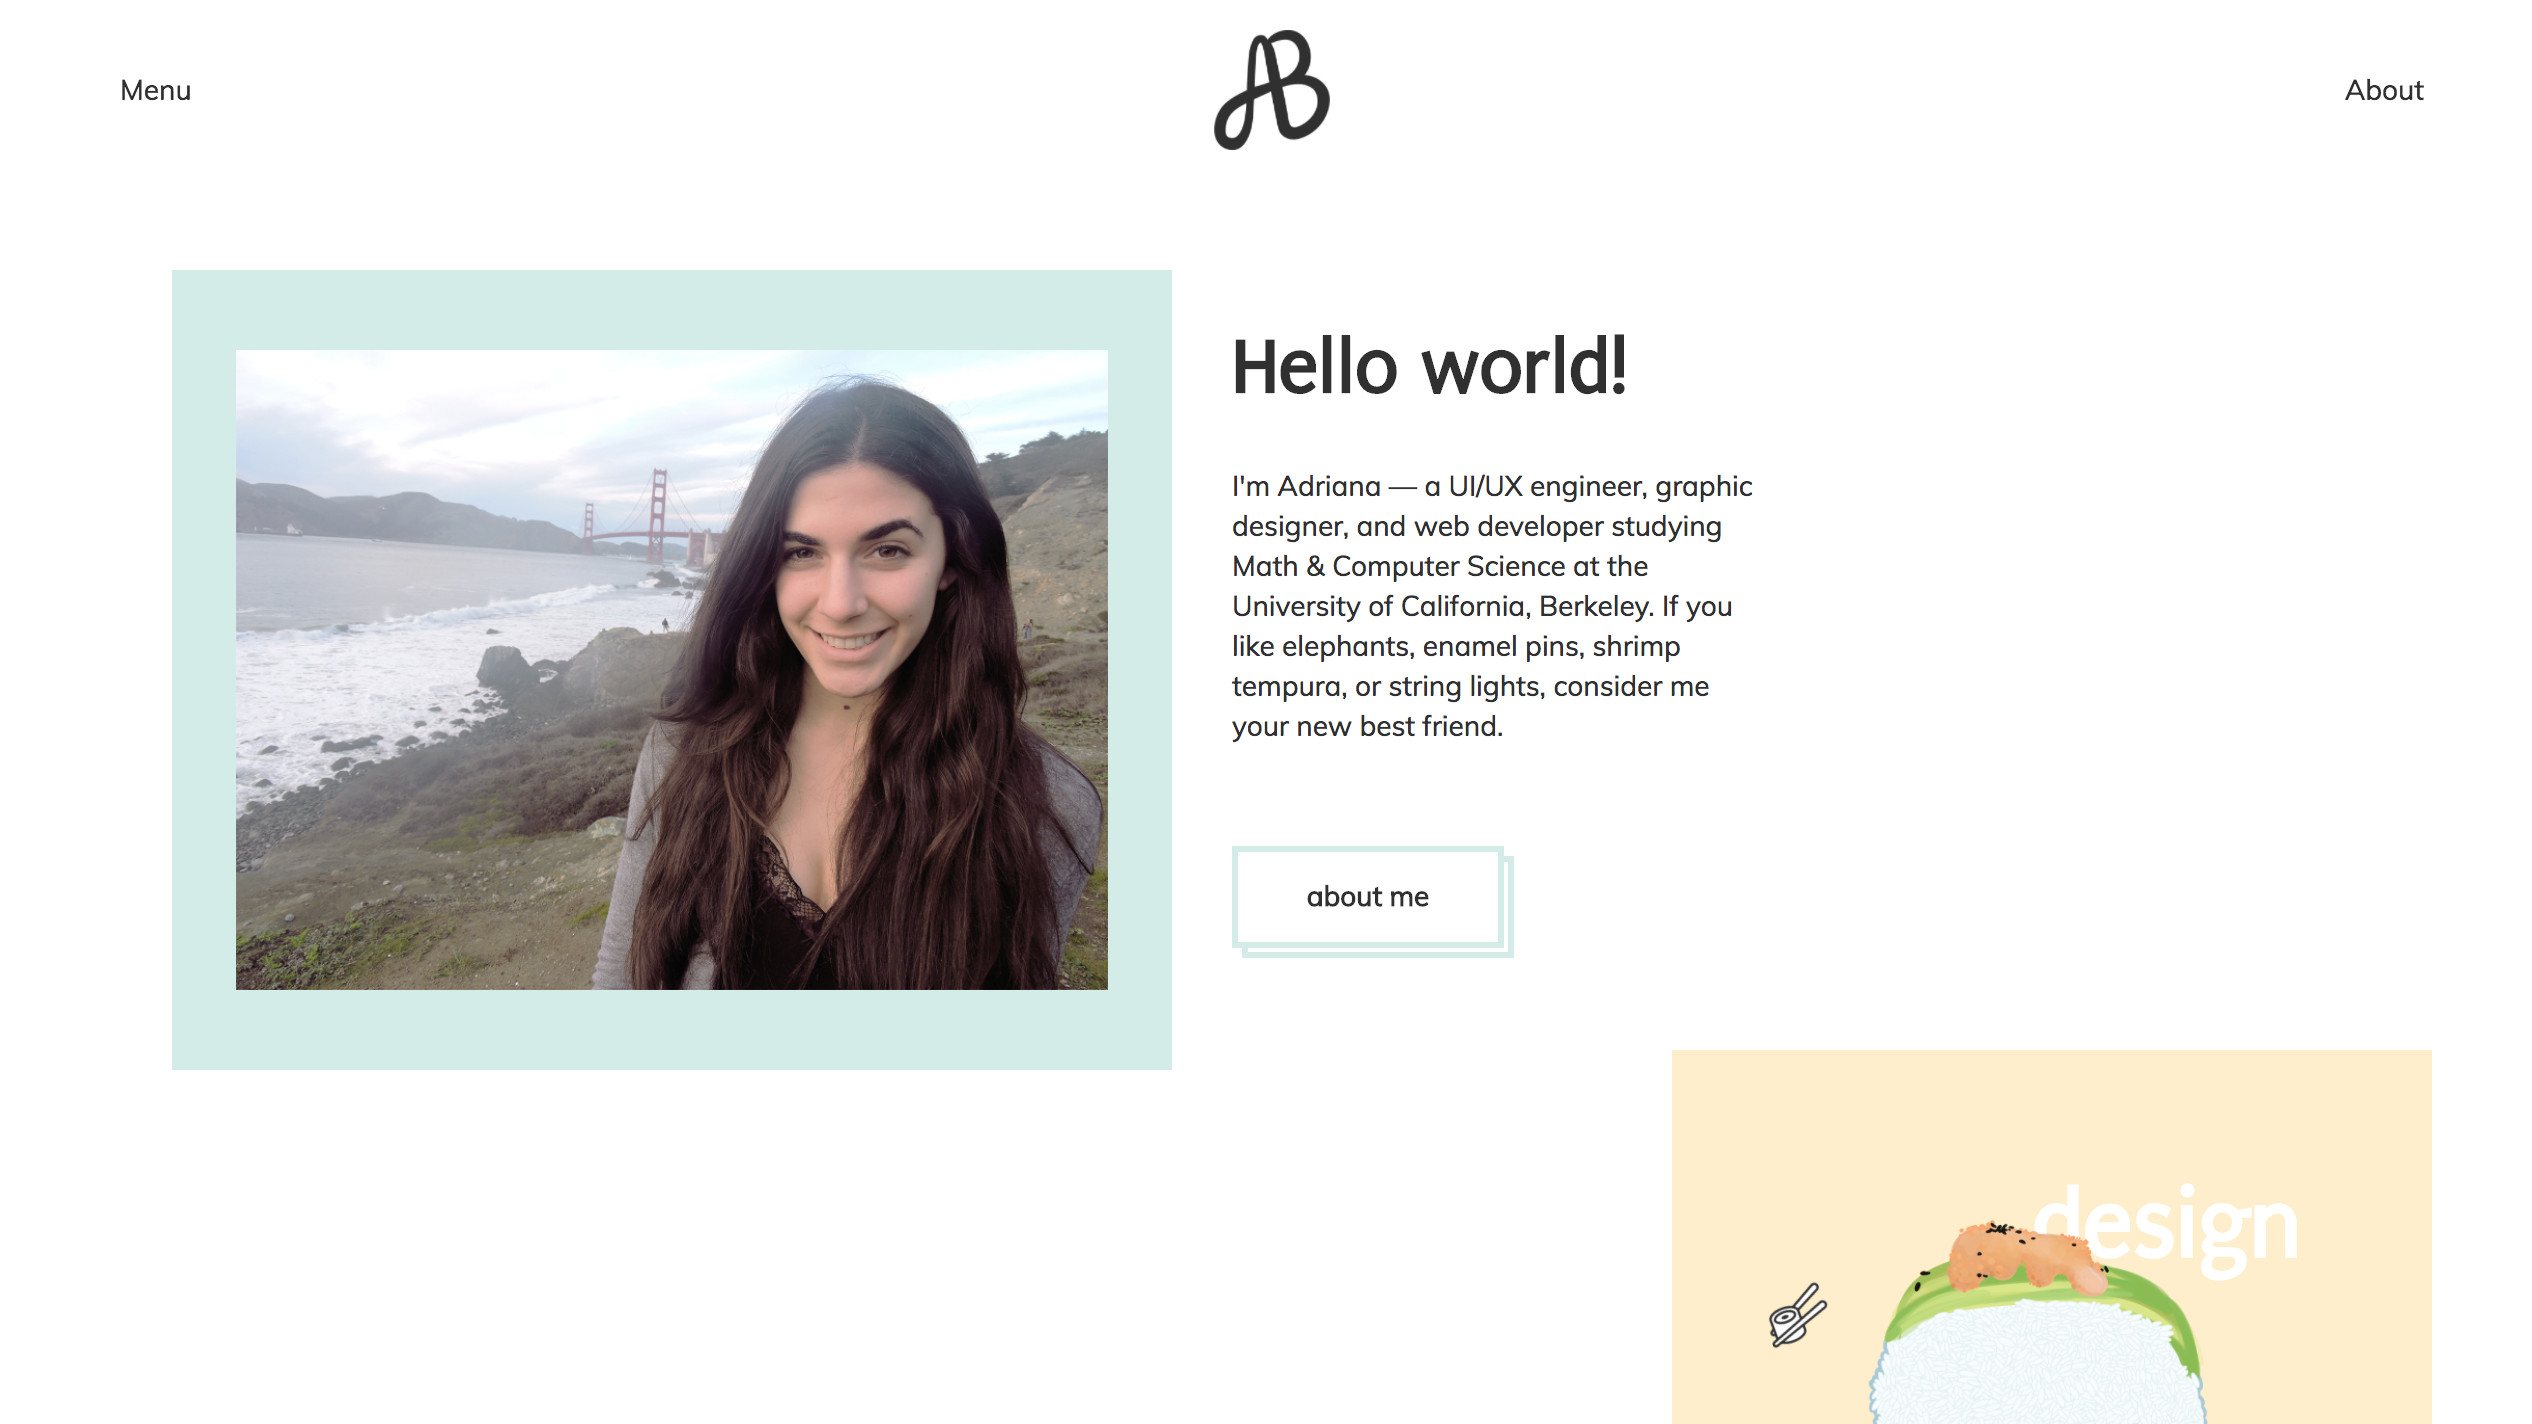 Menu
AB
About
Hello world!
I'm Adriana — a UI/UX engineer, graphic
designer, and web developer studying
Math & Computer Science at the
University of California, Berkeley. If you
like elephants, enamel pins, shrimp
tempura, or string lights, consider me
your new best friend.
about me
design